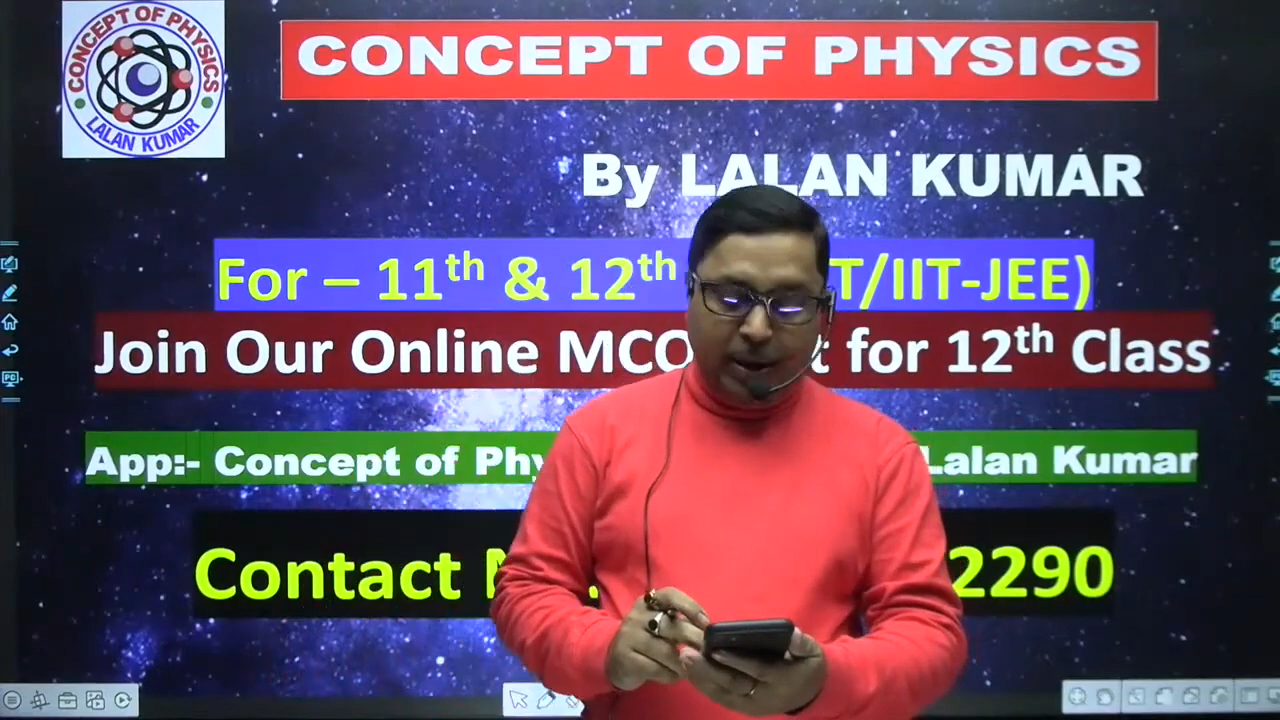 CONCEPT OF PHYSICS
LALAN KUMAR
CONCEPT OF PHYSICS
By LALAN KUMAR
For – 11th & 12th T/IIT-JEE)
Join Our Online MCQ for 12th Class
App:- Concept of Phy Lalan Kumar
Contact 2290